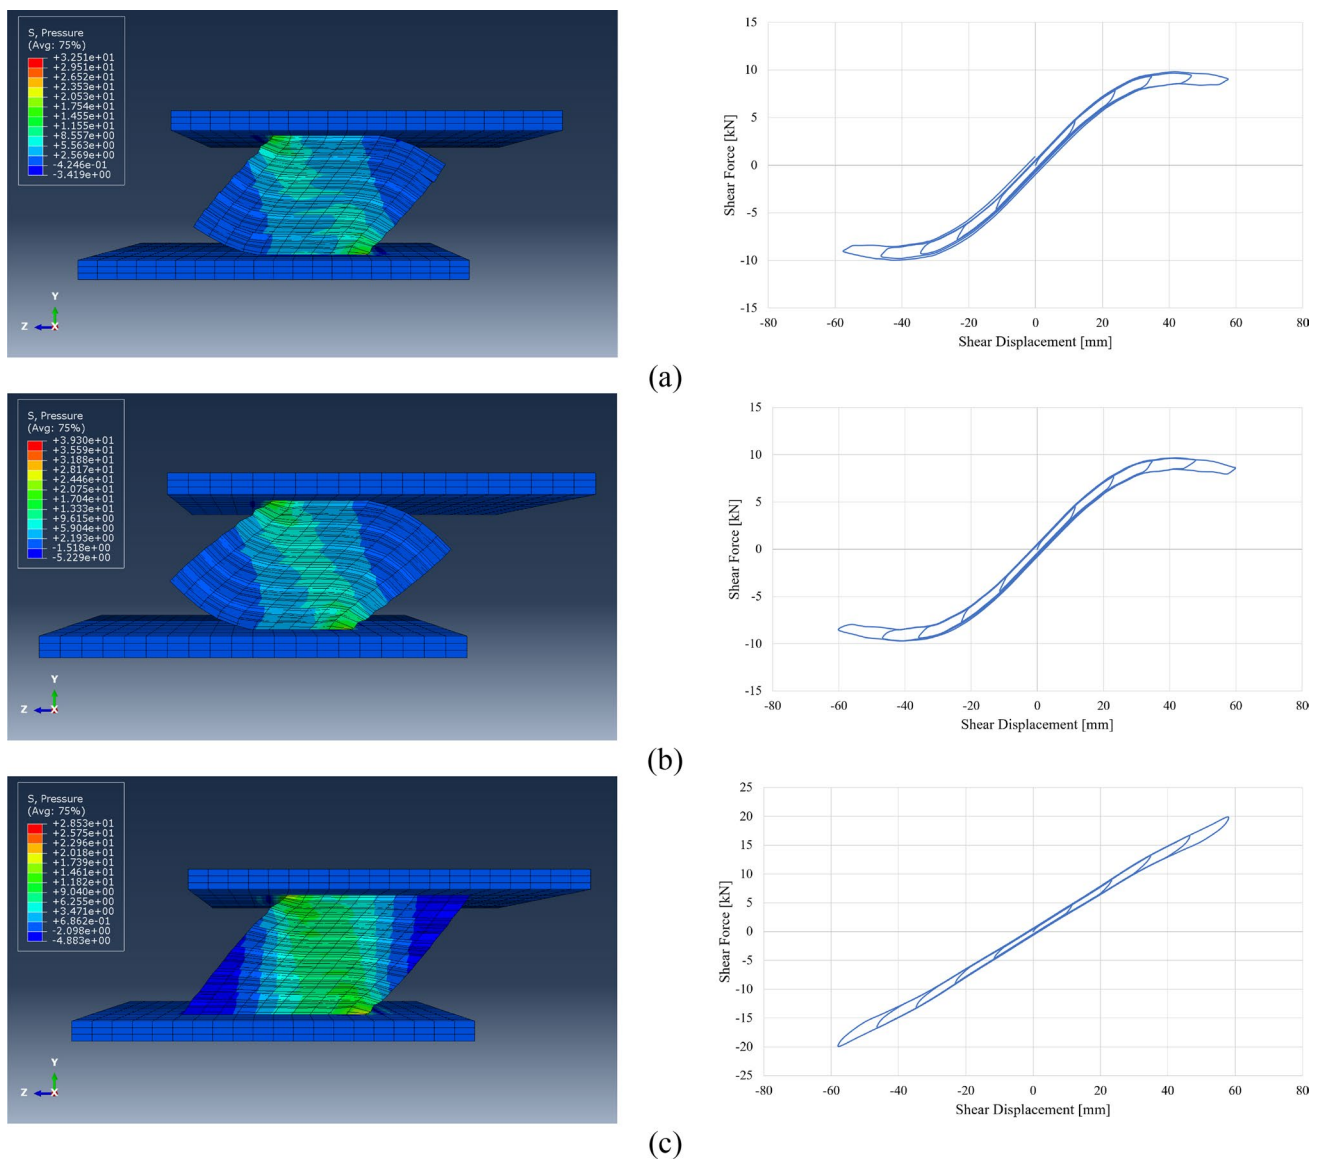 S, Pressure
(Avg: 75%)
+3.251e+01
+2.951e+01
+2.652e+01
+2.353e+01
+2.053e+01
+1.754e+01
+1.455e+01
+1.155e+01
+8.557e+00
+5.563e+00
+2.569e+00
-4.246e-01
-3.419e+00
Y
Z X
15
10
5
0
-5
-10
-15
-80 -60 -40 -20 0 20 40 60 80
Shear Force [kN]
Shear Displacement [mm]
(a)
S, Pressure
(Avg: 75%)
+3.930e+01
+3.559e+01
+3.188e+01
+2.817e+01
+2.446e+01
+2.075e+01
+1.704e+01
+1.333e+01
+9.615e+00
+5.904e+00
+2.193e+00
-1.518e+00
-5.229e+00
Y
Z X
15
10
5
0
-5
-10
-15
-80 -60 -40 -20 0 20 40 60 80
Shear Force [kN]
Shear Displacement [mm]
(b)
S, Pressure
(Avg: 75%)
+2.853e+01
+2.575e+01
+2.296e+01
+2.018e+01
+1.739e+01
+1.461e+01
+1.182e+01
+9.040e+00
+6.255e+00
+3.471e+00
+6.862e-01
-2.098e+00
-4.883e+00
Y
Z X
25
20
15
10
5
0
-5
-10
-15
-20
-25
-80 -60 -40 -20 0 20 40 60 80
Shear Force [kN]
Shear Displacement [mm]
(c)